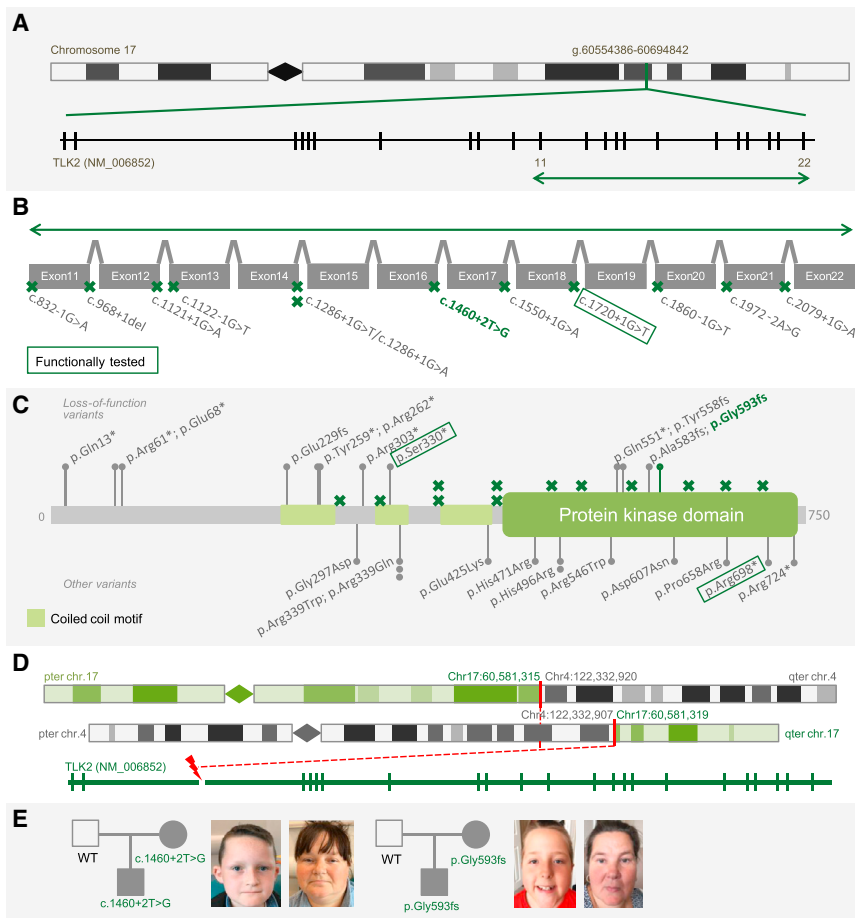 A
Chromosome 17
g.60554386-60694842
TLK2 (NM_006852)
11
22
B
Exon11
Exon12
Exon13
Exon14
Exon15
Exon16
Exon17
Exon18
Exon19
Exon20
Exon21
Exon22
c.832-1G>A
c.968+1del
c.1121+1G>A
c.1122-1G>T
c.1286+1G>T/c.1286+1G>A
c.1460+2T>G
c.1550+1G>A
c.1720+1G>T
c.1860-1G>T
c.1972-2A>G
c.2079+1G>A
Functionally tested
C
Loss-of-function
variants
p.Gln13*
p.Arg61*; p.Glu68*
p.Glu229fs
p.Tyr259*; p.Arg262*
p.Arg303*
p.Ser330*
p.Gln551*; p.Tyr558fs
p.Ala583fs; p.Gly593fs
0
Protein kinase domain
750
p.Gly297Asp
p.Arg339Trp; p.Arg339Gln
p.Glu425Lys
p.His471Arg
p.His496Arg
p.Arg546Trp
p.Asp607Asn
p.Pro658Arg
p.Arg698*
p.Arg724*
Other variants
Coiled coil motif
D
pter chr.17
Chr17:60,581,315
Chr4:122,332,920
qter chr.4
pter chr.4
Chr4:122,332,907
Chr17:60,581,319
qter chr.17
TLK2 (NM_006852)
E
WT
c.1460+2T>G
c.1460+2T>G
WT
p.Gly593fs
p.Gly593fs